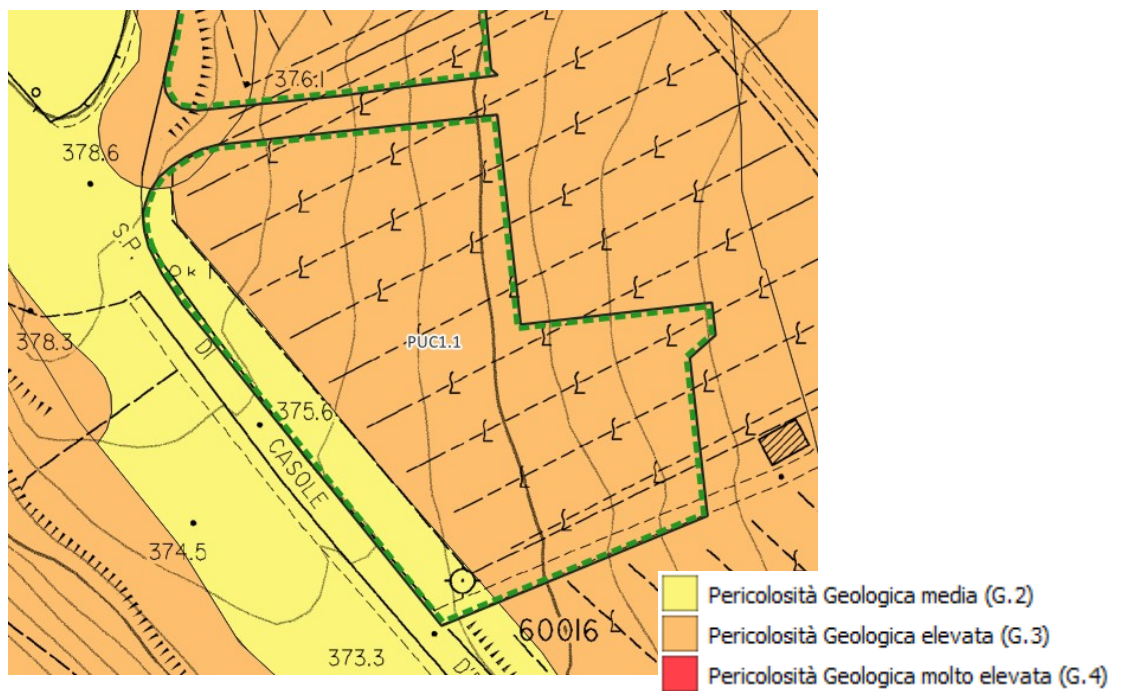 376.1
378.6
S.P.
378.3
DI
PUC1.1
375.6
CASOLE
374.5
60016
373.3
D'
Pericolosità Geologica media (G.2)
Pericolosità Geologica elevata (G.3)
Pericolosità Geologica molto elevata (G.4)